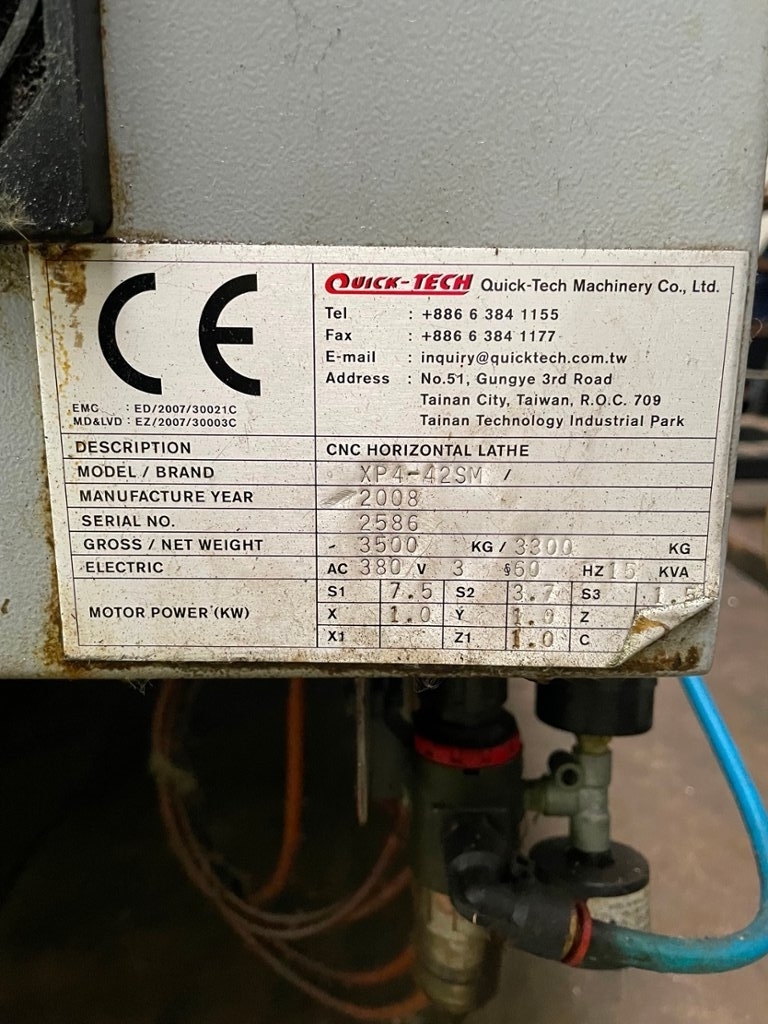 CE
EMC : ED/2007/30021C
MD&LVD : EZ/2007/30003C
QUICK-TECH Quick-Tech Machinery Co., Ltd.
Tel : +886 6 384 1155
Fax : +886 6 384 1177
E-mail : inquiry@quicktech.com.tw
Address : No.51, Gungye 3rd Road
Tainan City, Taiwan, R.O.C. 709
Tainan Technology Industrial Park
DESCRIPTION CNC HORIZONTAL LATHE
MODEL / BRAND XP4-42SM /
MANUFACTURE YEAR 2008
SERIAL NO. 2586
GROSS / NET WEIGHT 3500 KG / 3300 KG
ELECTRIC AC 380 V 3 § 60 HZ 15 KVA
MOTOR POWER (KW)
S1 7.5 S2 3.7 S3 1.5
X 1.0 Y 1.0 Z
X1 Z1 1.0 C